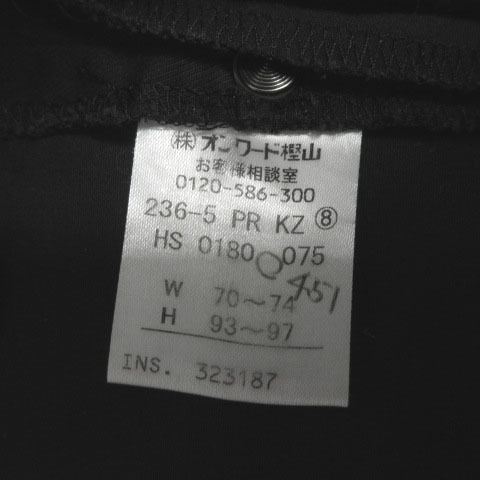 (株)オンワード樫山
お客様相談室
0120-586-300
236-5 PR KZ ⑧
HS 0180 075
451
W 70～74
H 93～97
INS. 323187